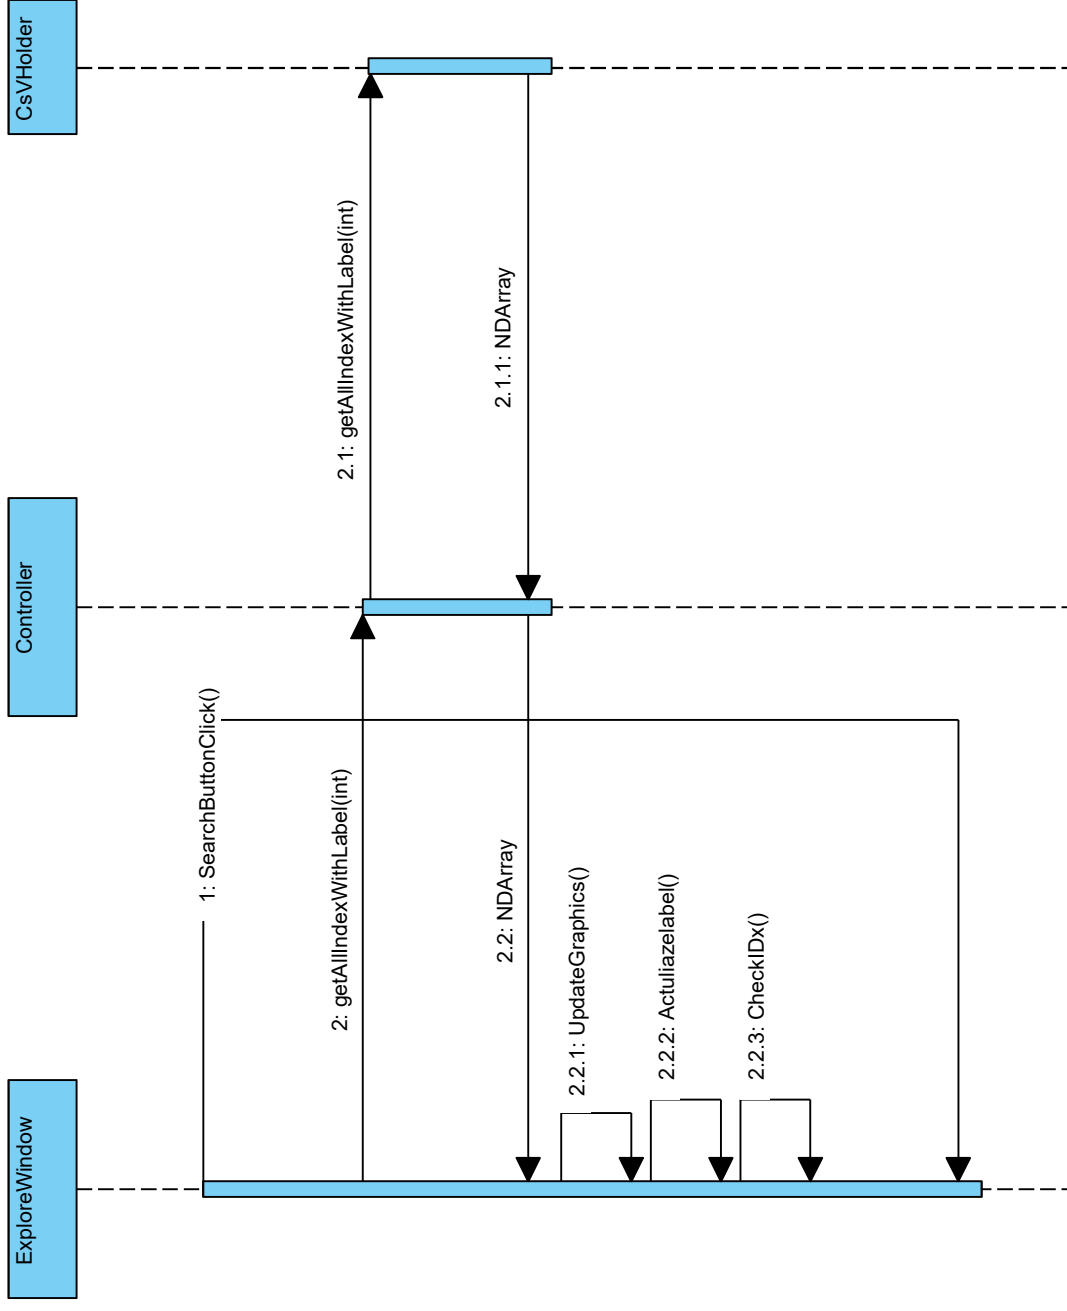 ExploreWindow
Controller
CsVHolder
1: SearchButtonClick()
2: getAllIndexWithLabel(int)
2.1: getAllIndexWithLabel(int)
2.1.1: NDArray
2.2: NDArray
2.2.1: UpdateGraphics()
2.2.2: Actuliazelabel()
2.2.3: CheckIDx()